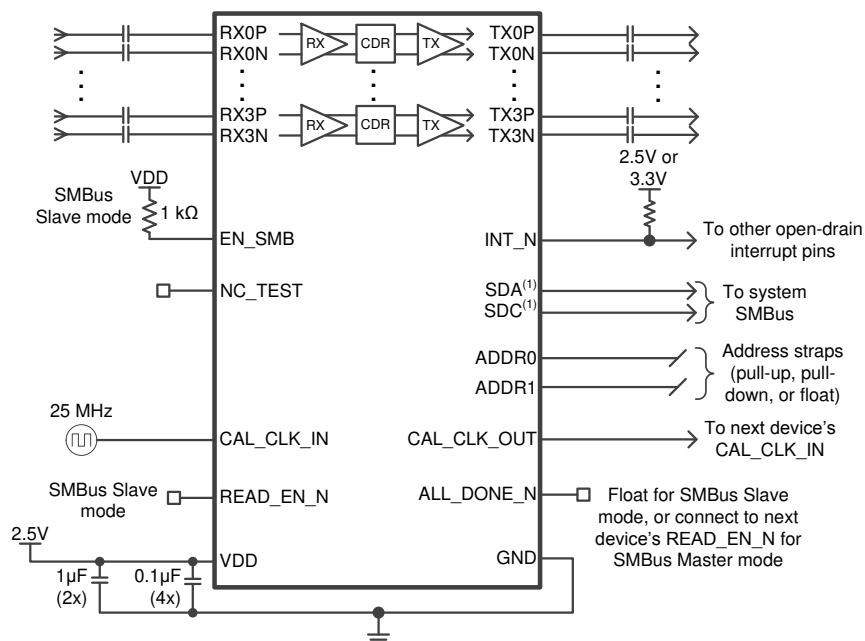 RX0P
RX0N
RX
CDR
TX
TX0P
TX0N
RX3P
RX3N
RX
CDR
TX
TX3P
TX3N
VDD
SMBus
Slave mode
1 kΩ
EN_SMB
2.5V or
3.3V
INT_N
To other open-drain
interrupt pins
NC_TEST
SDA(1)
SDC(1)
To system
SMBus
ADDR0
ADDR1
Address straps
(pull-up, pull-
down, or float)
25 MHz
CAL_CLK_IN
CAL_CLK_OUT
To next device's
CAL_CLK_IN
SMBus Slave
mode
READ_EN_N
ALL_DONE_N
Float for SMBus Slave
mode, or connect to next
device's READ_EN_N for
SMBus Master mode
2.5V
VDD
GND
1μF
(2x)
0.1μF
(4x)